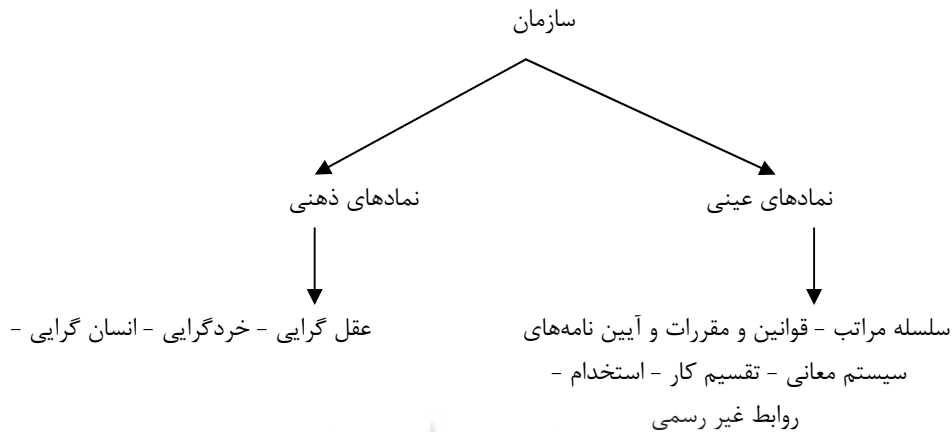 سازمان
نمادهای عینی
نمادهای ذهنی
سلسله مراتب - قوانین و مقررات و آیین نامه‌های
سیستم معانی - تقسیم کار - استخدام -
روابط غیر رسمی
عقل گرایی - خردگرایی - انسان گرایی -